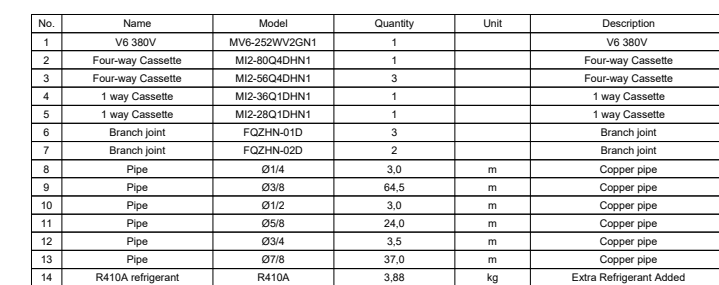 No. Name Model Quantity Unit Description
1 V6 380V MV6-252WV2GN1 1 V6 380V
2 Four-way Cassette MI2-80Q4DHN1 1 Four-way Cassette
3 Four-way Cassette MI2-56Q4DHN1 3 Four-way Cassette
4 1 way Cassette MI2-36Q1DHN1 1 1 way Cassette
5 1 way Cassette MI2-28Q1DHN1 1 1 way Cassette
6 Branch joint FQZHN-01D 3 Branch joint
7 Branch joint FQZHN-02D 2 Branch joint
8 Pipe Ø1/4 3,0 m Copper pipe
9 Pipe Ø3/8 64,5 m Copper pipe
10 Pipe Ø1/2 3,0 m Copper pipe
11 Pipe Ø5/8 24,0 m Copper pipe
12 Pipe Ø3/4 3,5 m Copper pipe
13 Pipe Ø7/8 37,0 m Copper pipe
14 R410A refrigerant R410A 3,88 kg Extra Refrigerant Added